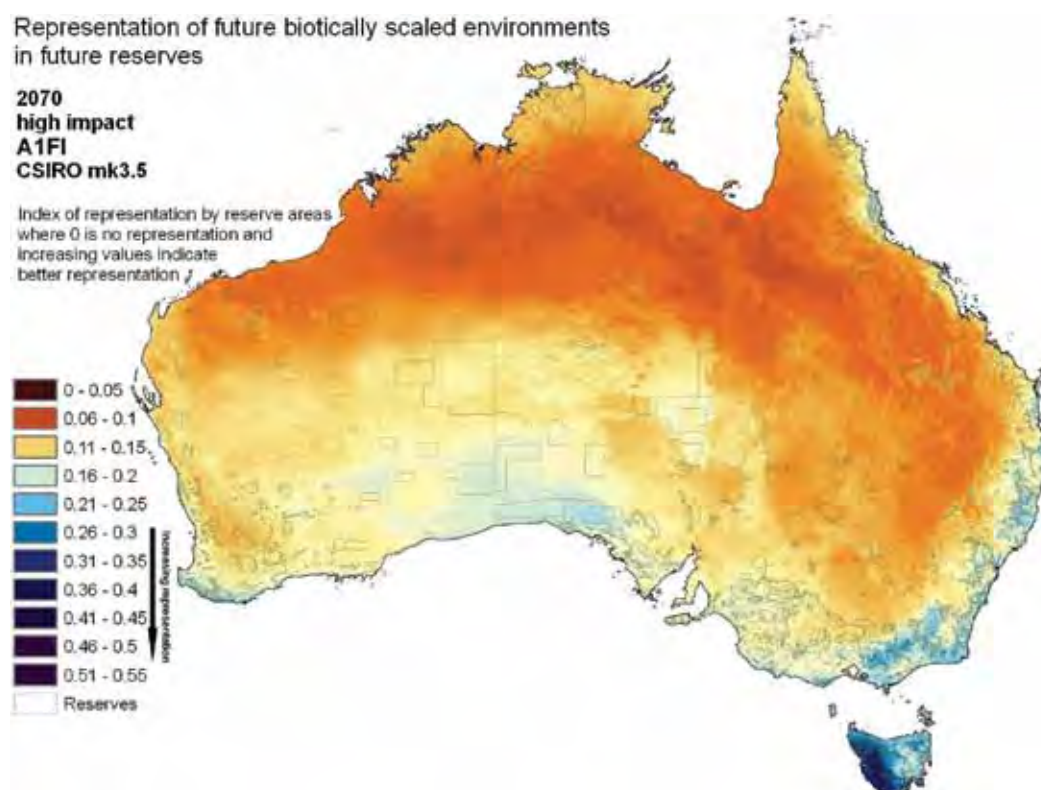 Representation of future biotically scaled environments
in future reserves
2070
high impact
A1FI
CSIRO mk3.5
Index of representation by reserve areas
where 0 is no representation and
increasing values indicate
better representation
0 - 0.05
0.06 - 0.1
0.11 - 0.15
0.16 - 0.2
0.21 - 0.25
0.26 - 0.3
0.31 - 0.35
0.36 - 0.4
0.41 - 0.45
0.46 - 0.5
0.51 - 0.55
Reserves
Increasing representation